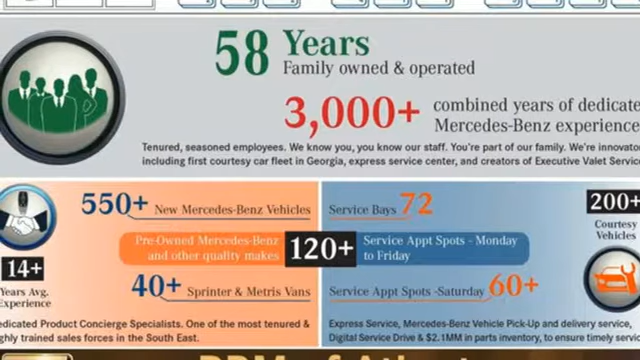 58 Years
Family owned & operated
3,000+ combined years of dedicate
Mercedes-Benz experience
Tenured, seasoned employees. We know you, you know our staff. You're part of our family. We're innovator
including first courtesy car fleet in Georgia, express service center, and creators of Executive Valet Servic
550+ New Mercedes-Benz Vehicles
Pre-Owned Mercedes-Benz
and other quality makes
120+
40+ Sprinter & Metris Vans
14+
Years Avg.
Experience
edicated Product Concierge Specialists. One of the most tenured &
ghly trained sales forces in the South East.
Service Bays 72
Service Appt Spots - Monday
to Friday
Service Appt Spots -Saturday 60+
200+
Courtesy
Vehicles
Express Service, Mercedes-Benz Vehicle Pick-Up and delivery service,
Digital Service Drive & $2.1MM in parts inventory, to ensure timely servic